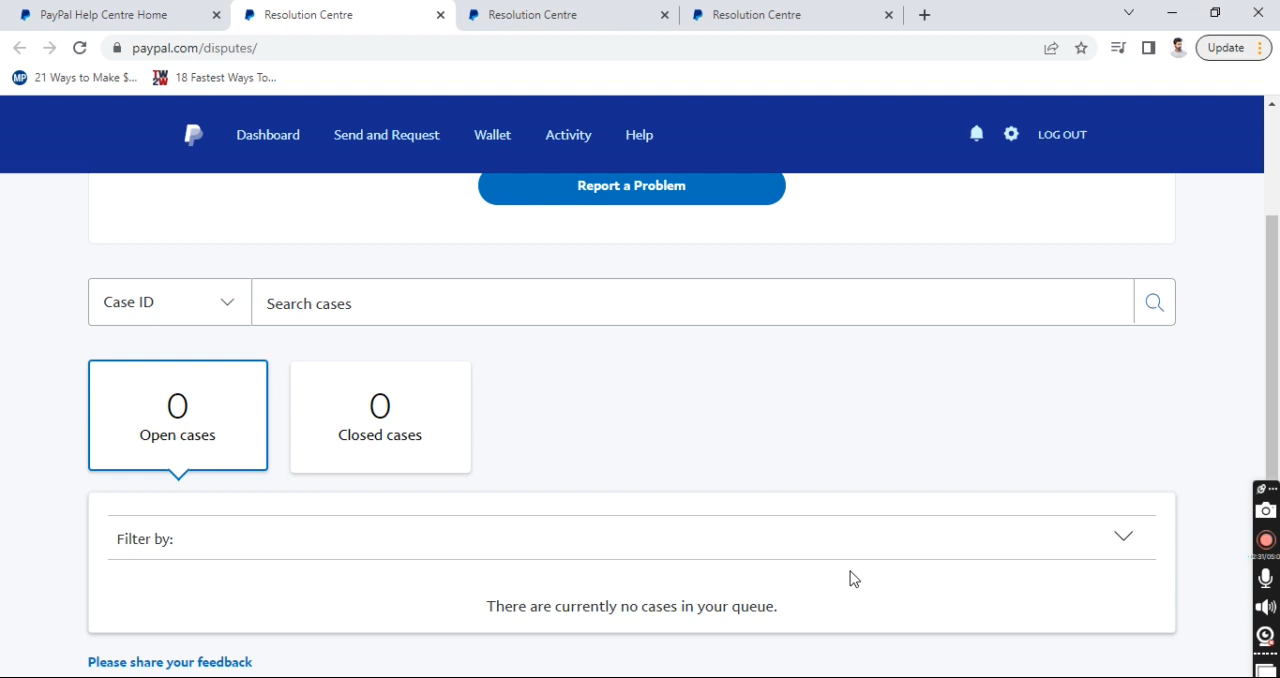 PayPal Help Centre Home
Resolution Centre
Resolution Centre
Resolution Centre
paypal.com/disputes/
Update
MP 21 Ways to Make $...
TW2W 18 Fastest Ways To...
Dashboard
Send and Request
Wallet
Activity
Help
LOG OUT
Report a Problem
Case ID
Search cases
0
Open cases
0
Closed cases
Filter by:
There are currently no cases in your queue.
Please share your feedback